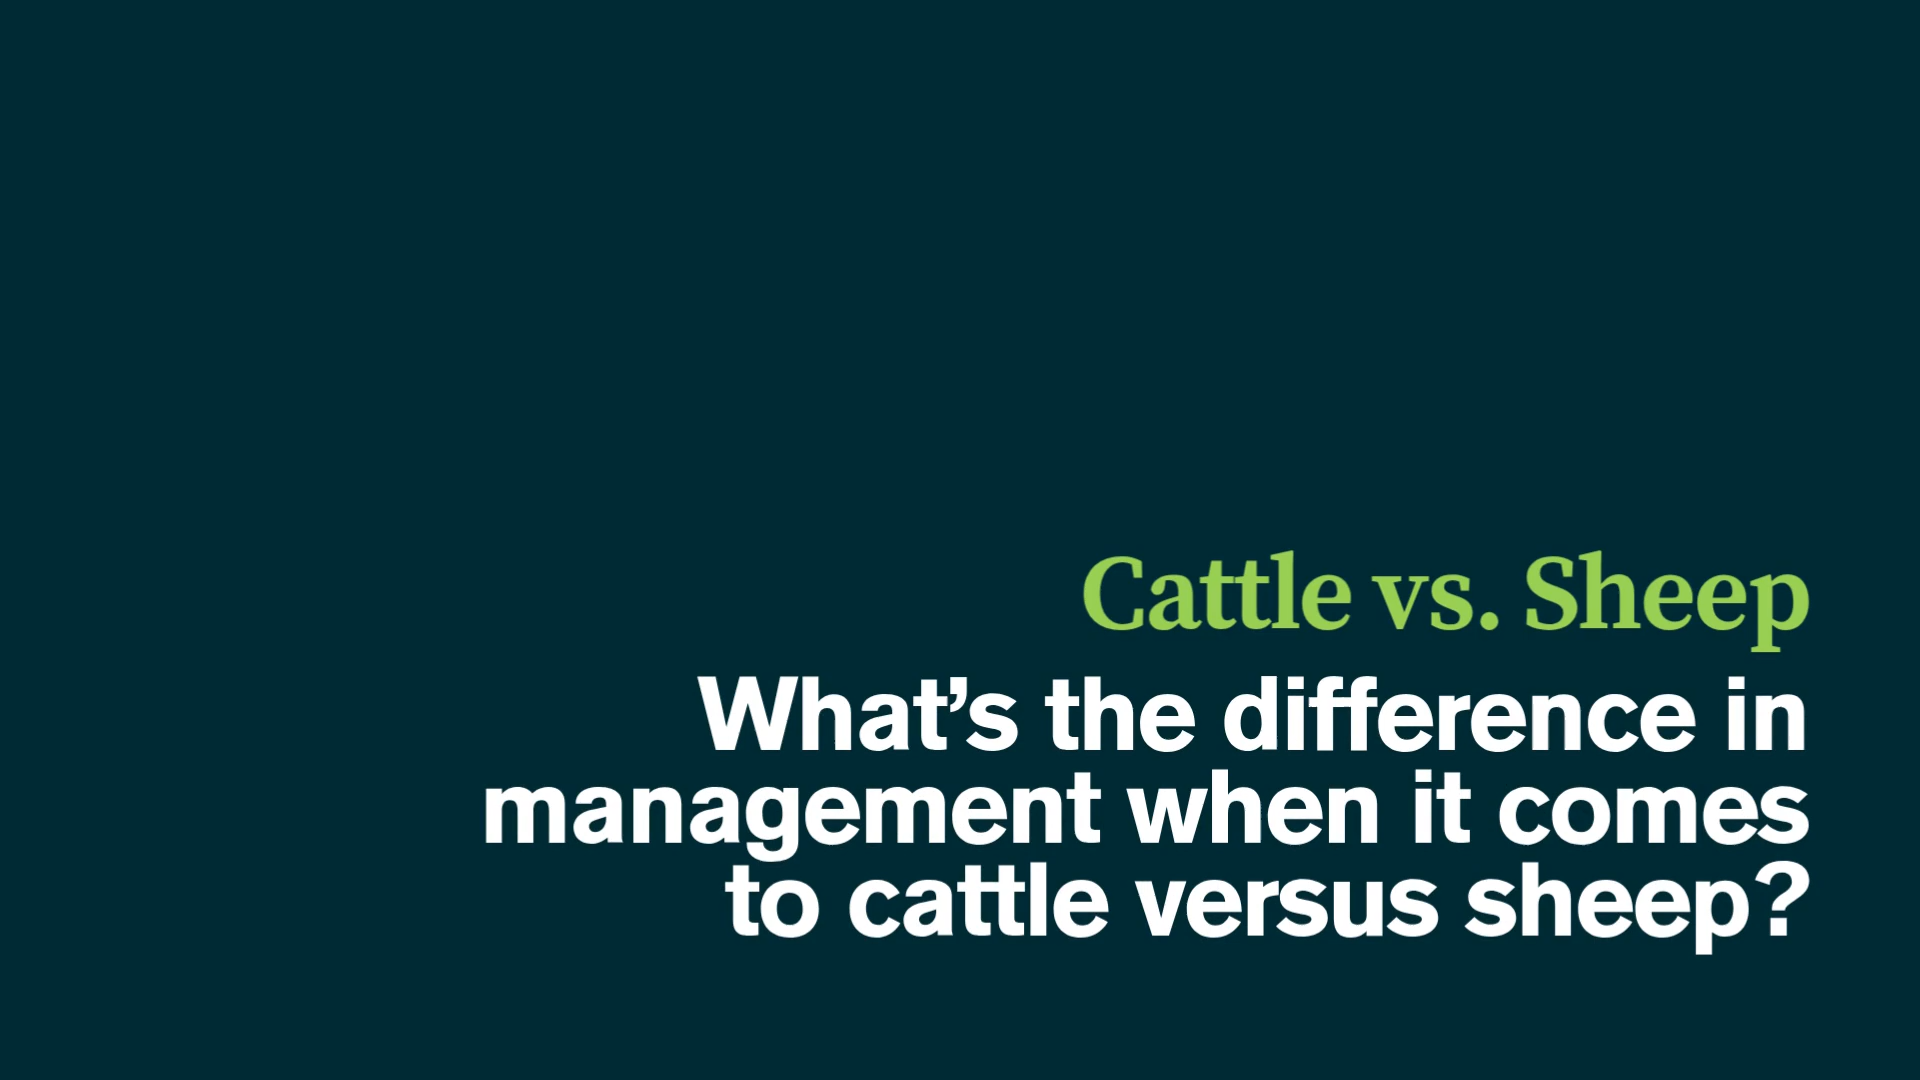 Cattle vs. Sheep
What’s the difference in
management when it comes
to cattle versus sheep?